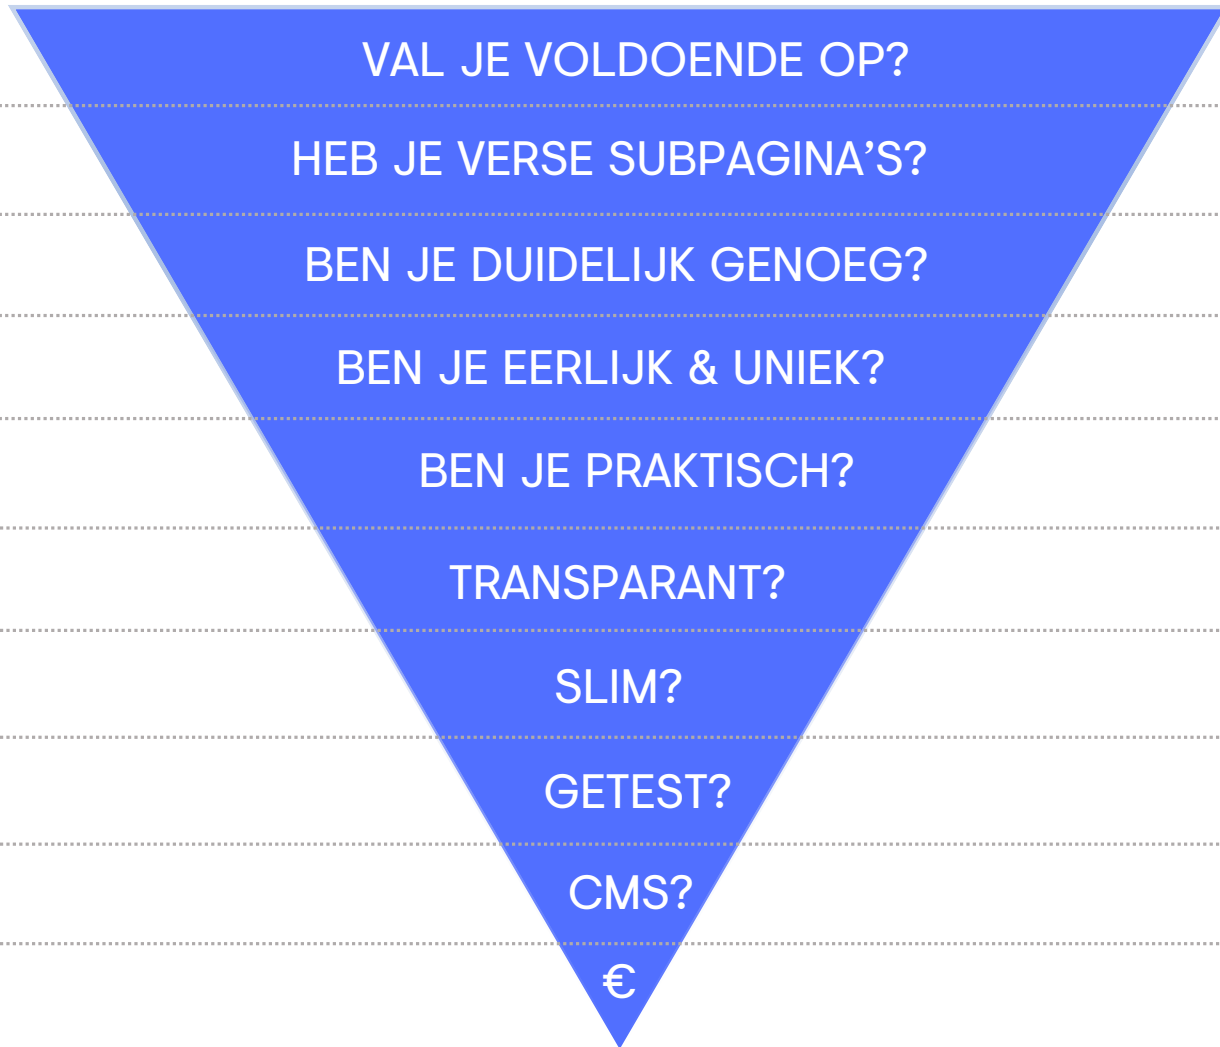 VAL JE VOLDOENDE OP?
HEB JE VERSE SUBPAGINA’S?
BEN JE DUIDELIJK GENOEG?
BEN JE EERLIJK & UNIEK?
BEN JE PRAKTISCH?
TRANSPARANT?
SLIM?
GETEST?
CMS?
€